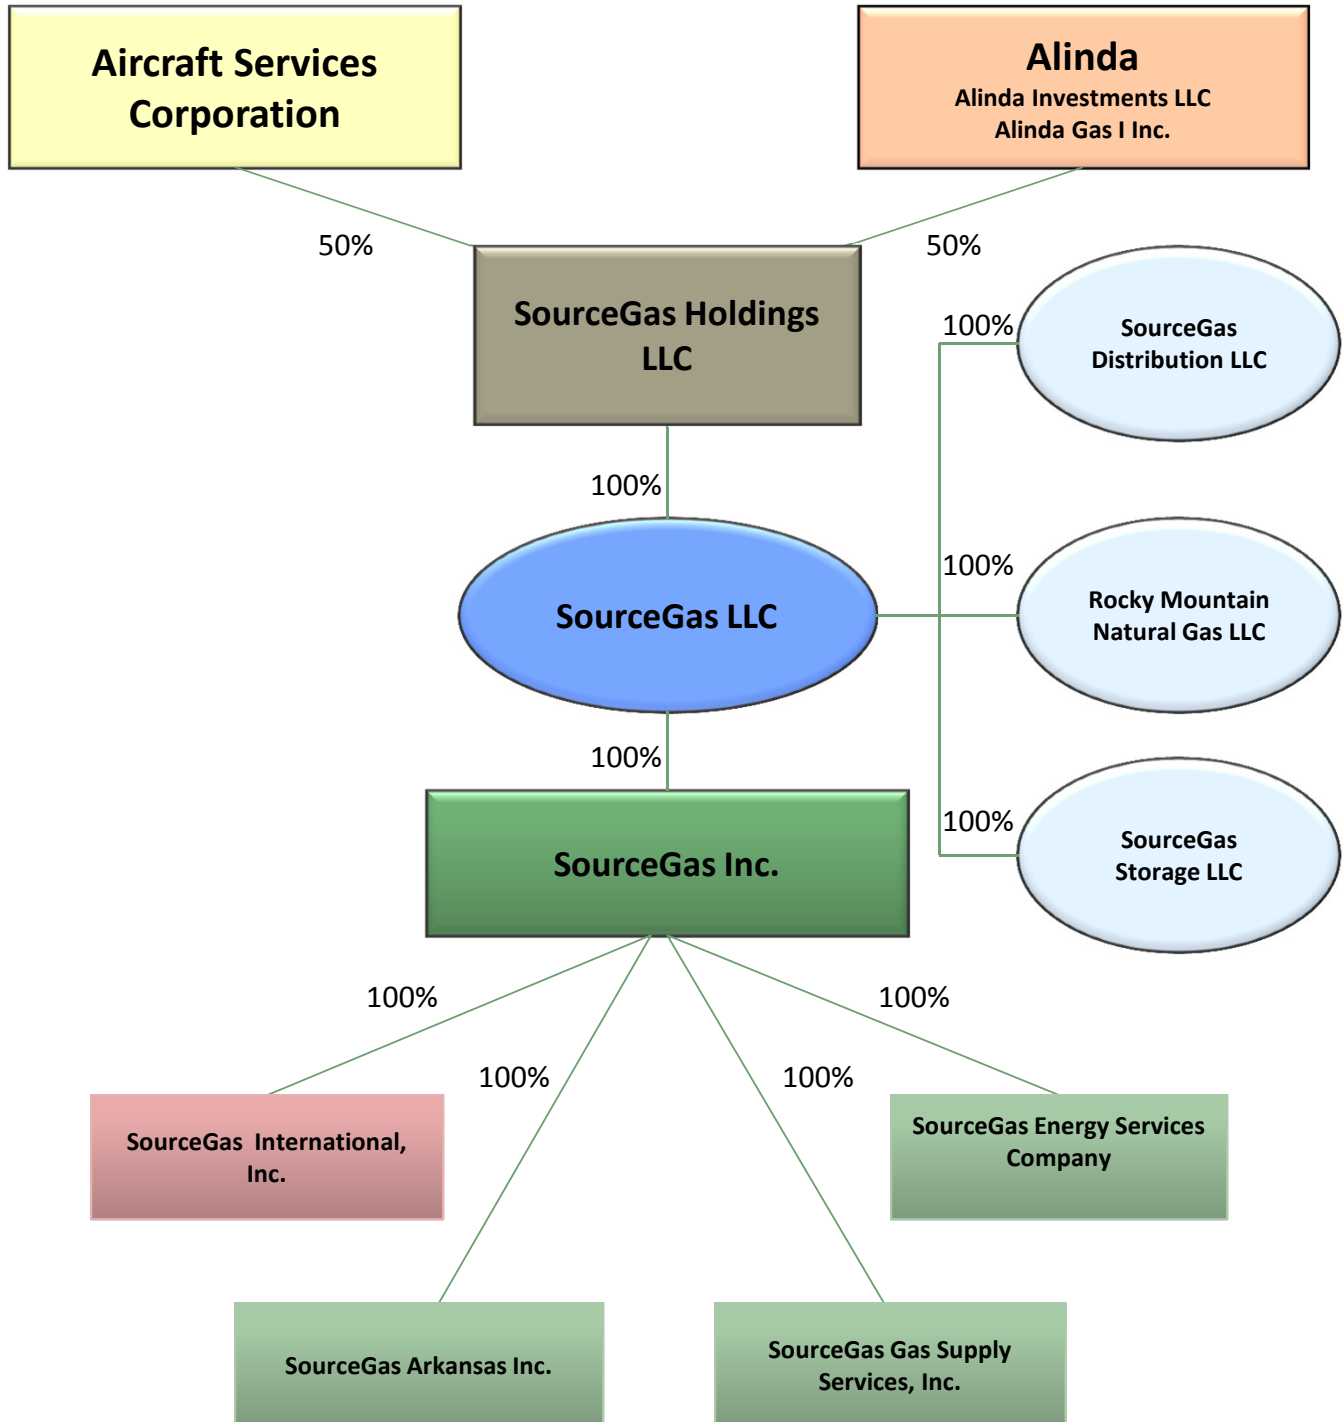 Aircraft Services
Corporation
Alinda
Alinda Investments LLC
Alinda Gas I Inc.
50%
50%
SourceGas Holdings
LLC
100%
SourceGas
Distribution LLC
100%
SourceGas LLC
100%
Rocky Mountain
Natural Gas LLC
100%
SourceGas Inc.
100%
SourceGas
Storage LLC
100%
100%
100%
100%
SourceGas International,
Inc.
SourceGas Energy Services
Company
SourceGas Arkansas Inc.
SourceGas Gas Supply
Services, Inc.